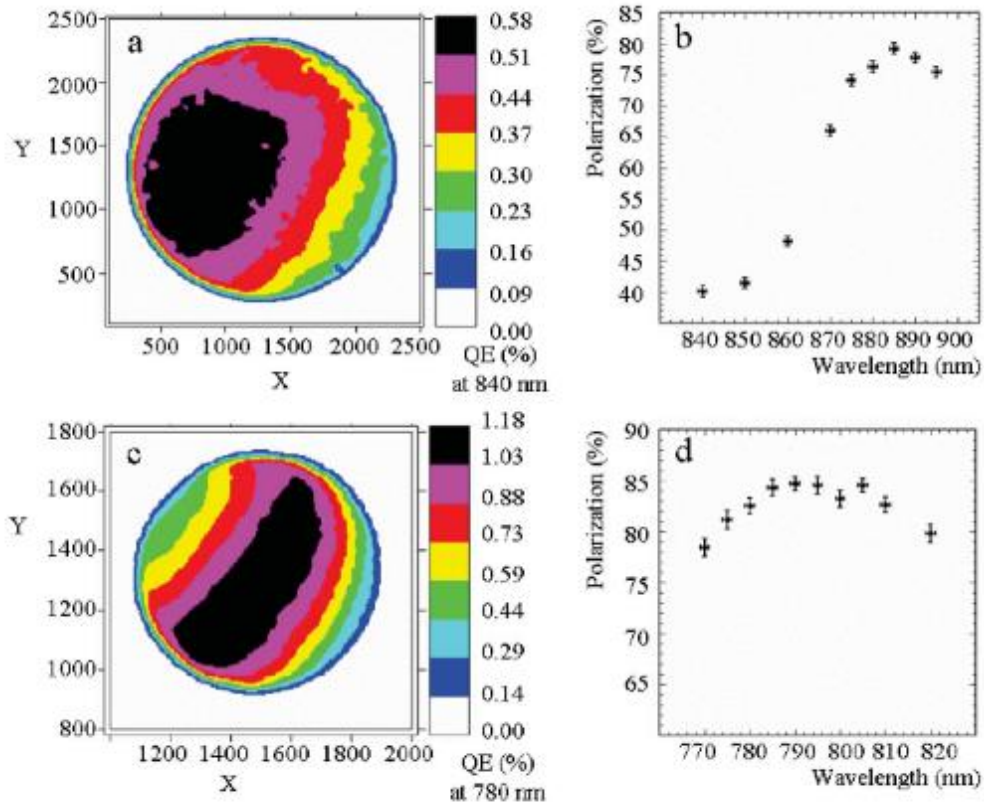 a
Y
2500
2000
1500
1000
500
500 1000 1500 2000 2500
X
0.58
0.51
0.44
0.37
0.30
0.23
0.16
0.09
0.00
QE (%)
at 840 nm
b
Polarization (%)
85
80
75
70
65
60
55
50
45
40
840 850 860 870 880 890 900
Wavelength (nm)
c
Y
1800
1600
1400
1200
1000
800
1200 1400 1600 1800 2000
X
1.18
1.03
0.88
0.73
0.59
0.44
0.29
0.14
0.00
QE (%)
at 780 nm
d
Polarization (%)
90
85
80
75
70
65
770 780 790 800 810 820
Wavelength (nm)